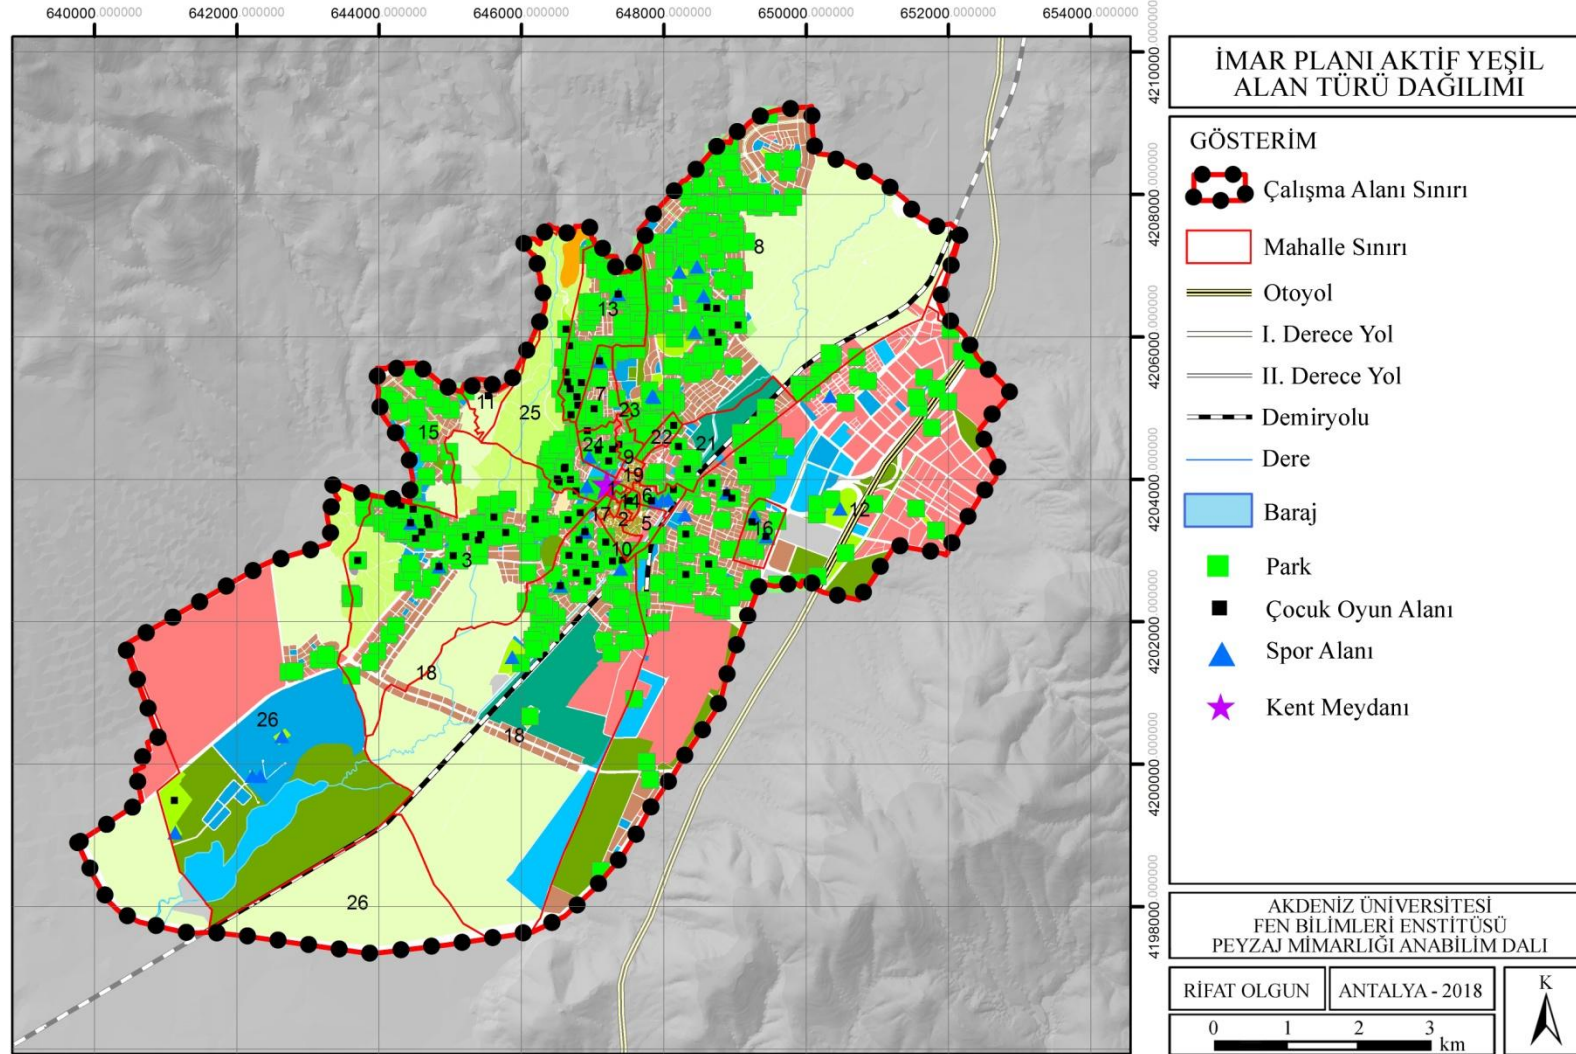 640000.000000 642000.000000 644000.000000 646000.000000 648000.000000 650000.000000 652000.000000 654000.000000
4210000.000000
4208000.000000
4206000.000000
4204000.000000
4202000.000000
4200000.000000
4198000.000000
8
13
7
11
25
23
15
24
22
21
9
19
1
14
6
17
2
5
12
16
10
3
18
18
26
26
İMAR PLANI AKTİF YEŞİL
ALAN TÜRÜ DAĞILIMI
GÖSTERİM
Çalışma Alanı Sınırı
Mahalle Sınırı
Otoyol
I. Derece Yol
II. Derece Yol
Demiryolu
Dere
Baraj
Park
Çocuk Oyun Alanı
Spor Alanı
Kent Meydanı
AKDENİZ ÜNİVERSİTESİ
FEN BİLİMLERİ ENSTİTÜSÜ
PEYZAJ MİMARLIĞI ANABİLİM DALI
RİFAT OLGUN
ANTALYA - 2018
K
0 1 2 3
km